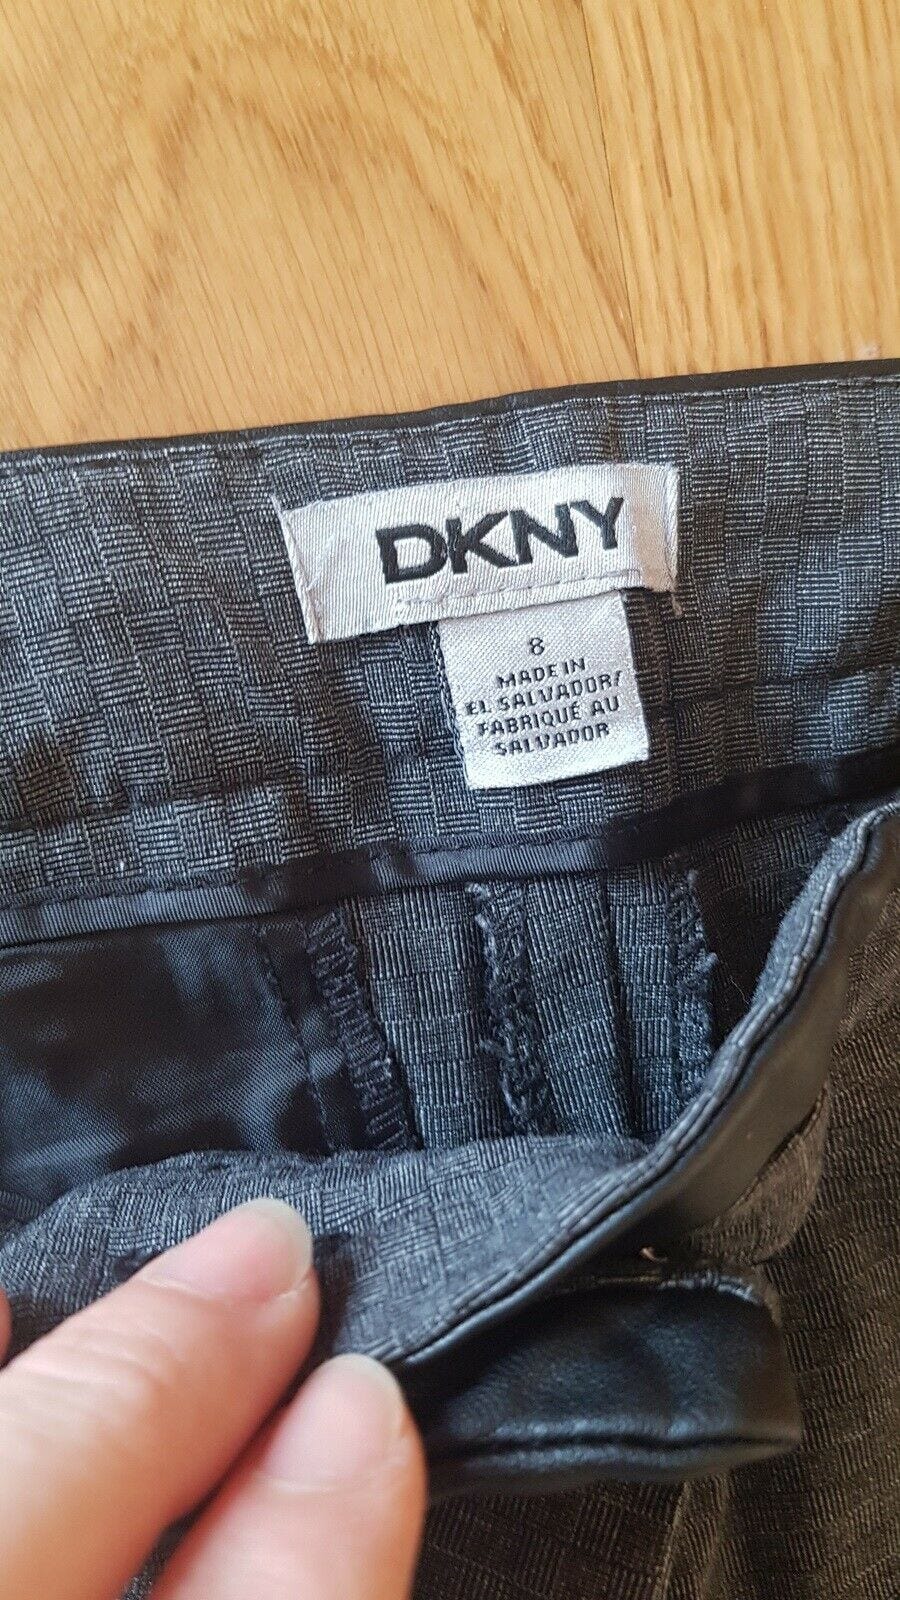 DKNY
8
MADE IN
EL SALVADOR/
FABRIQUÉ AU
SALVADOR